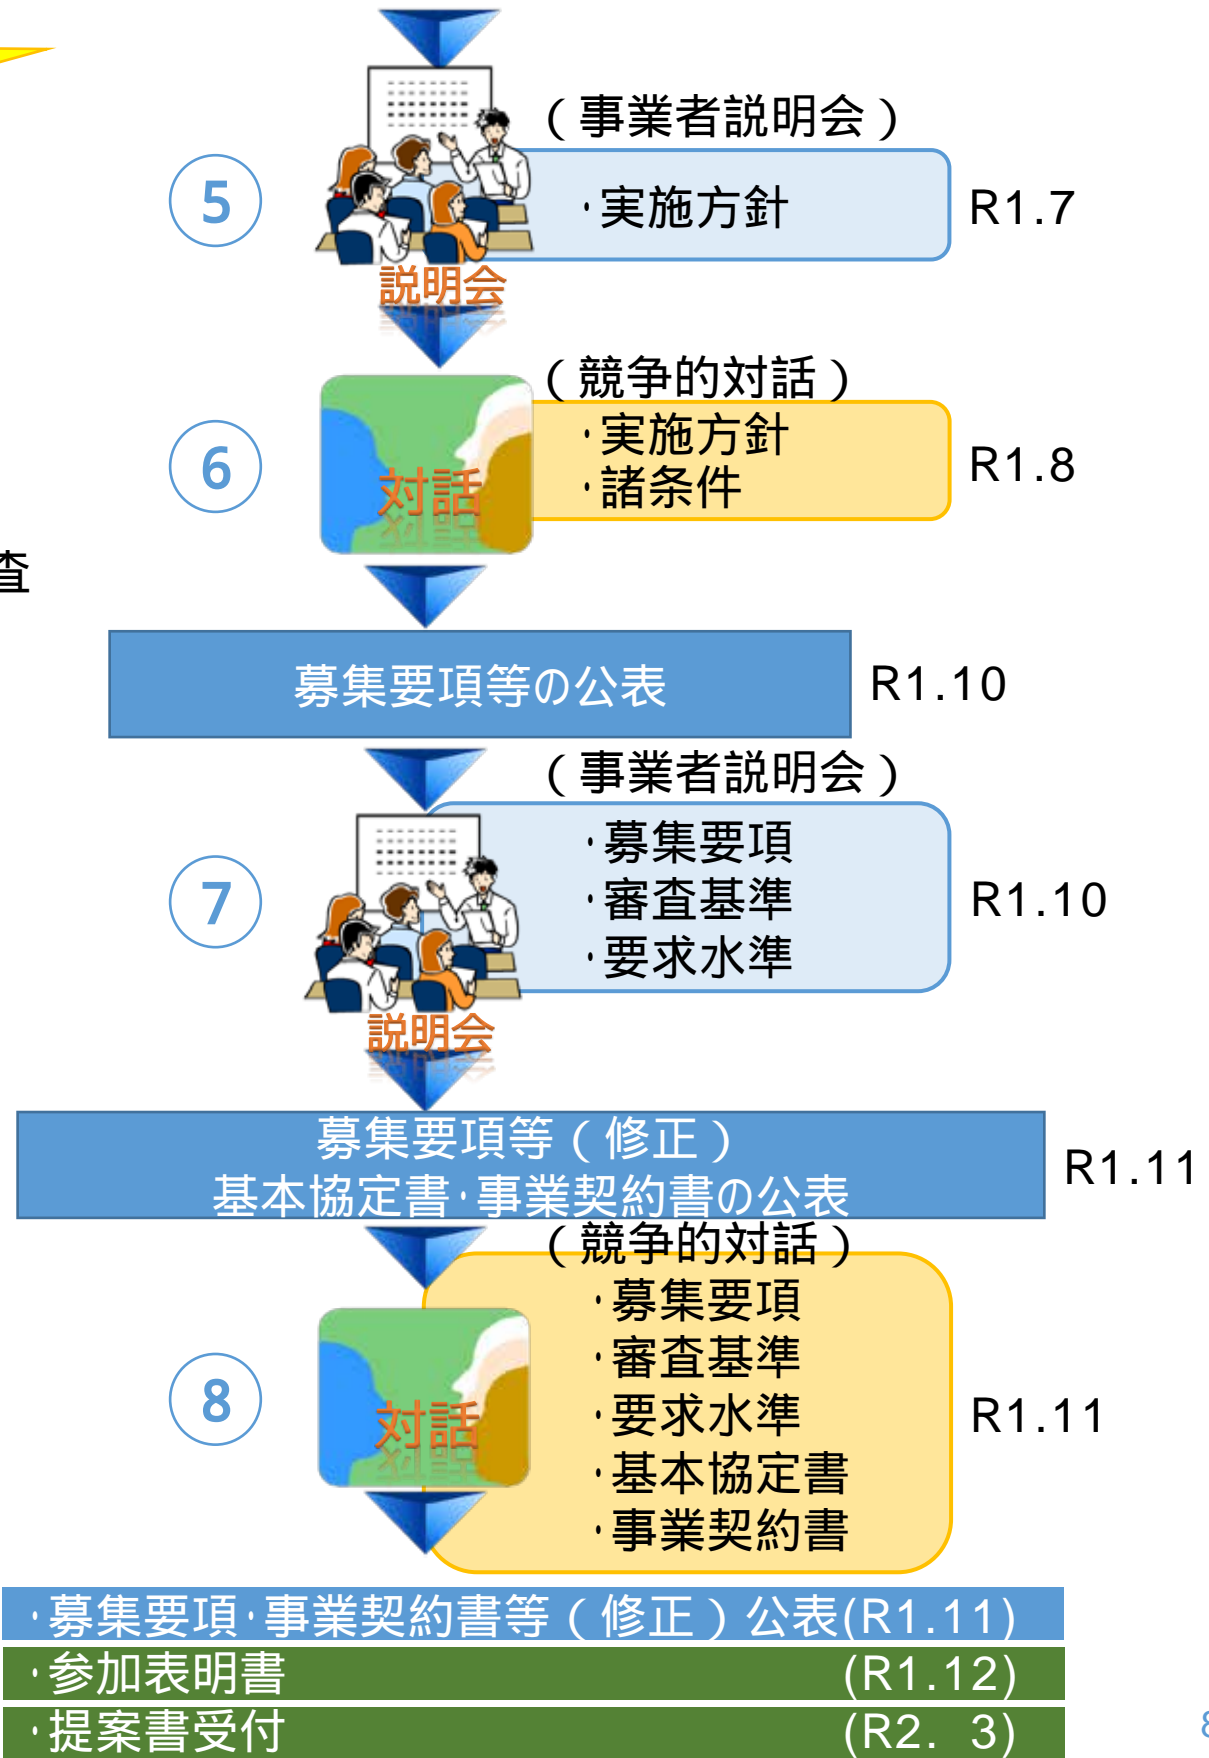 (事業者説明会)
5
・実施方針
R1.7
説明会
(競争的対話)
6
・実施方針
・諸条件
R1.8
対話
査
募集要項等の公表
R1.10
(事業者説明会)
7
・募集要項
・審査基準
・要求水準
R1.10
説明会
募集要項等(修正)
基本協定書・事業契約書の公表
R1.11
(競争的対話)
8
・募集要項
・審査基準
・要求水準
・基本協定書
・事業契約書
R1.11
対話
・募集要項・事業契約書等(修正)公表(R1.11)
・参加表明書 (R1.12)
・提案書受付 (R2. 3)